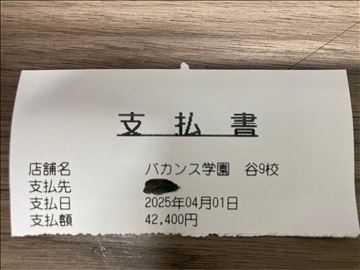 支払書
店舗名 バカンス学園 谷9校
支払先
支払日 2025年04月01日
支払額 42,400円